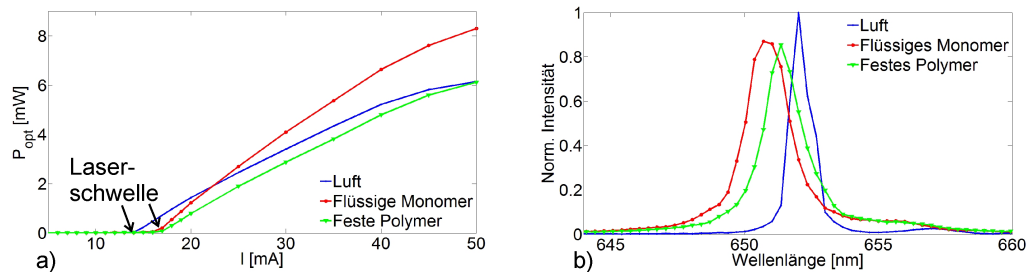 8
6
4
2
0
P_opt [mW]
Laser-
schwelle
Luft
Flüssige Monomer
Feste Polymer
10
20
30
40
50
I [mA]
a)
1
0.8
0.6
0.4
0.2
0
Norm. Intensität
Luft
Flüssiges Monomer
Festes Polymer
645
650
655
660
Wellenlänge [nm]
b)